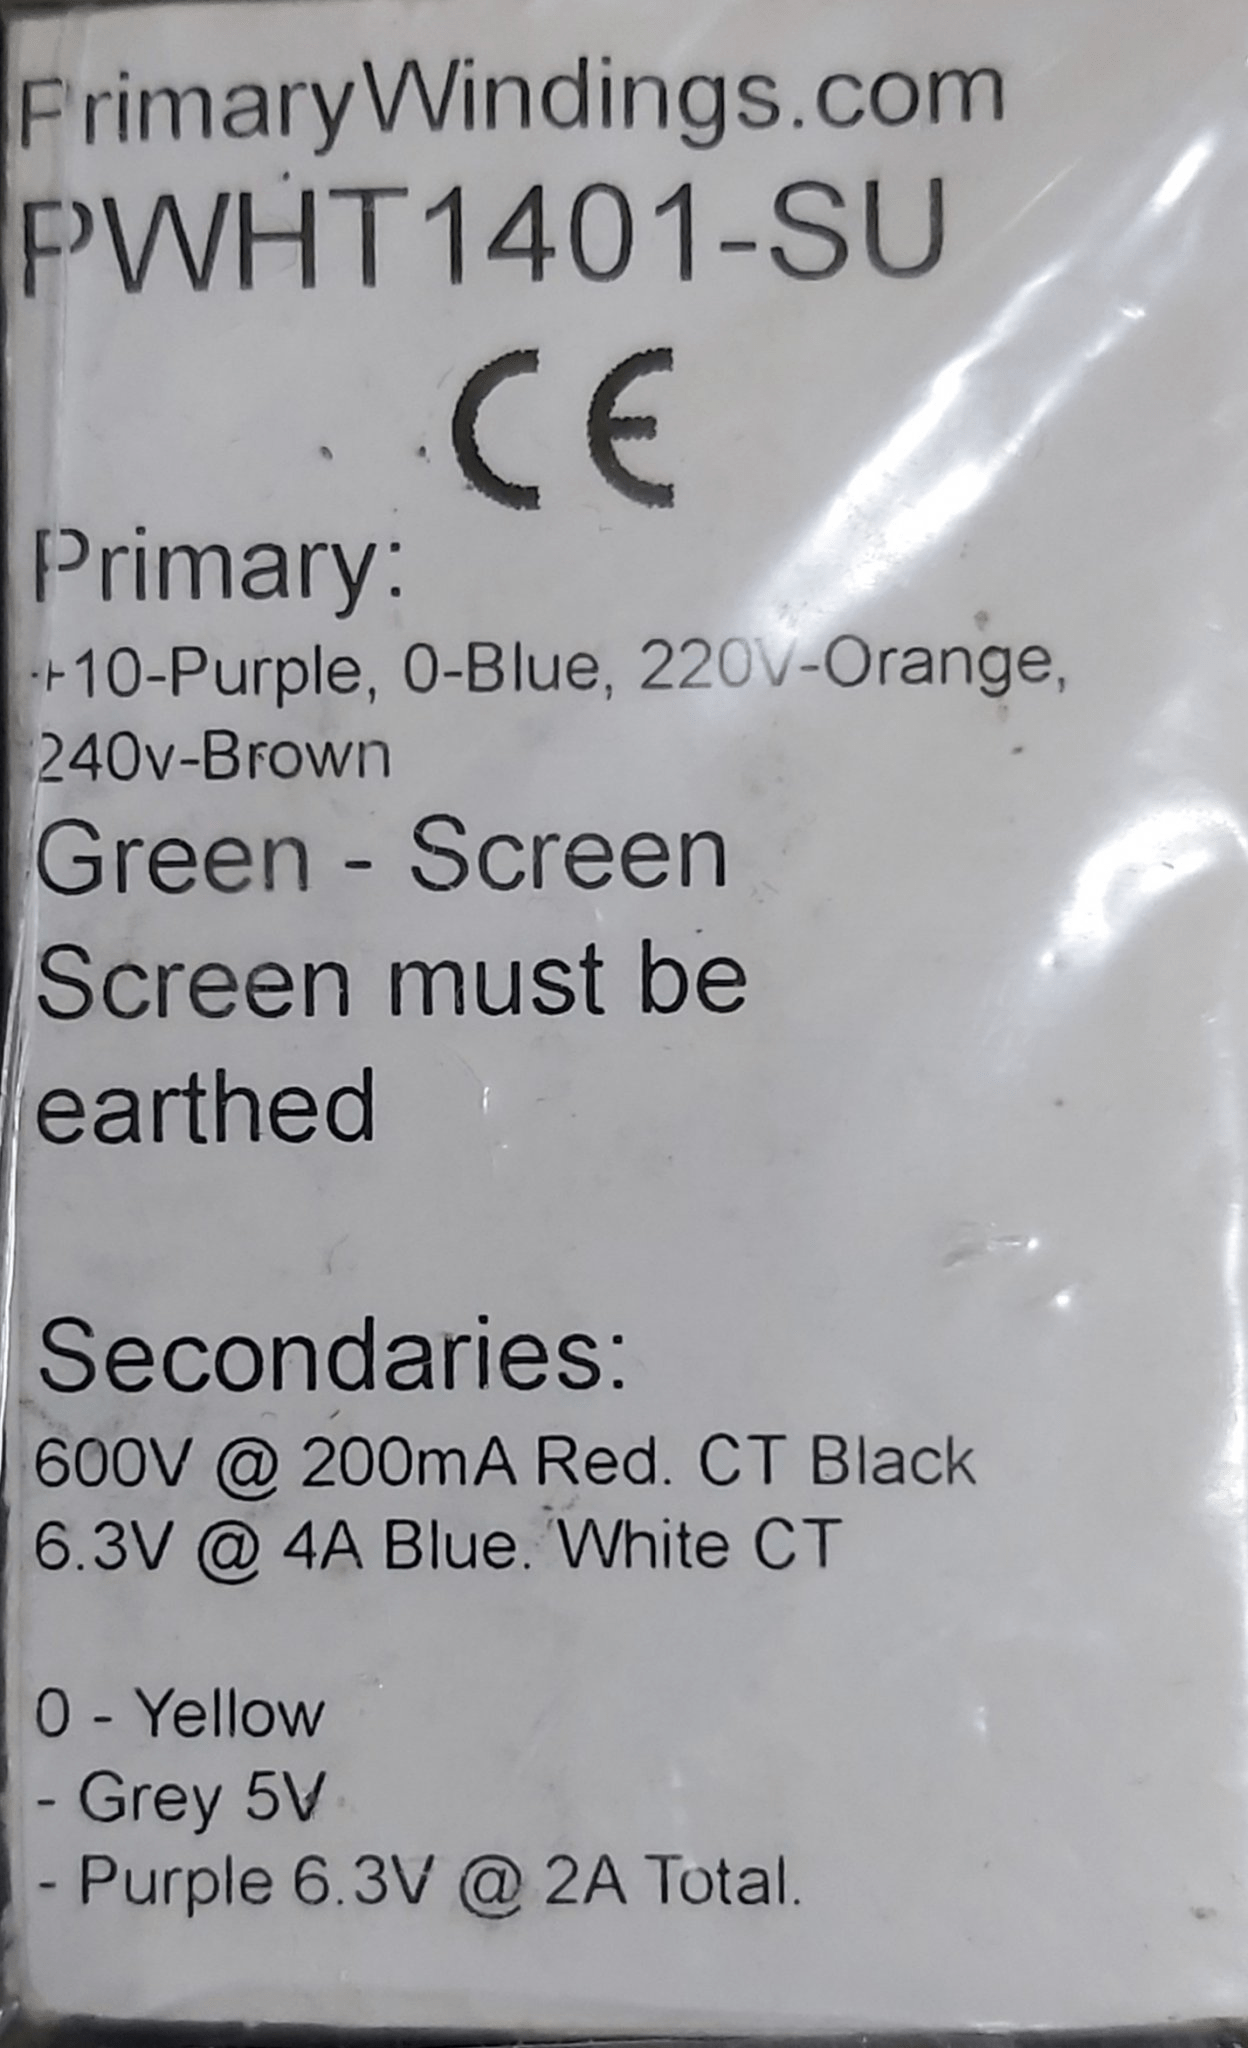 PrimaryWindings.com
PWHT1401-SU
CE
Primary:
+10-Purple, 0-Blue, 220V-Orange,
240v-Brown
Green - Screen
Screen must be
earthed
Secondaries:
600V @ 200mA Red. CT Black
6.3V @ 4A Blue. White CT
0 - Yellow
- Grey 5V
- Purple 6.3V @ 2A Total.